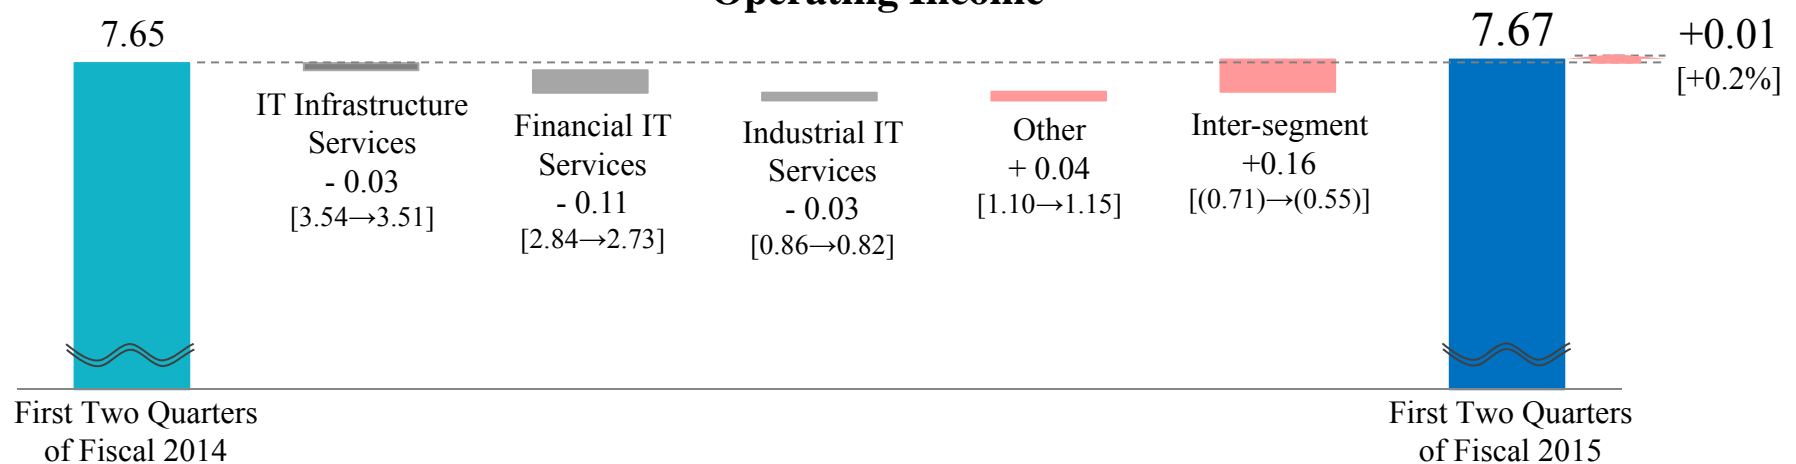 Operating Income
7.65
7.67
+0.01
[+0.2%]
IT Infrastructure
Services
- 0.03
[3.54→3.51]
Financial IT
Services
- 0.11
[2.84→2.73]
Industrial IT
Services
- 0.03
[0.86→0.82]
Other
+ 0.04
[1.10→1.15]
Inter-segment
+0.16
[(0.71)→(0.55)]
First Two Quarters
of Fiscal 2014
First Two Quarters
of Fiscal 2015